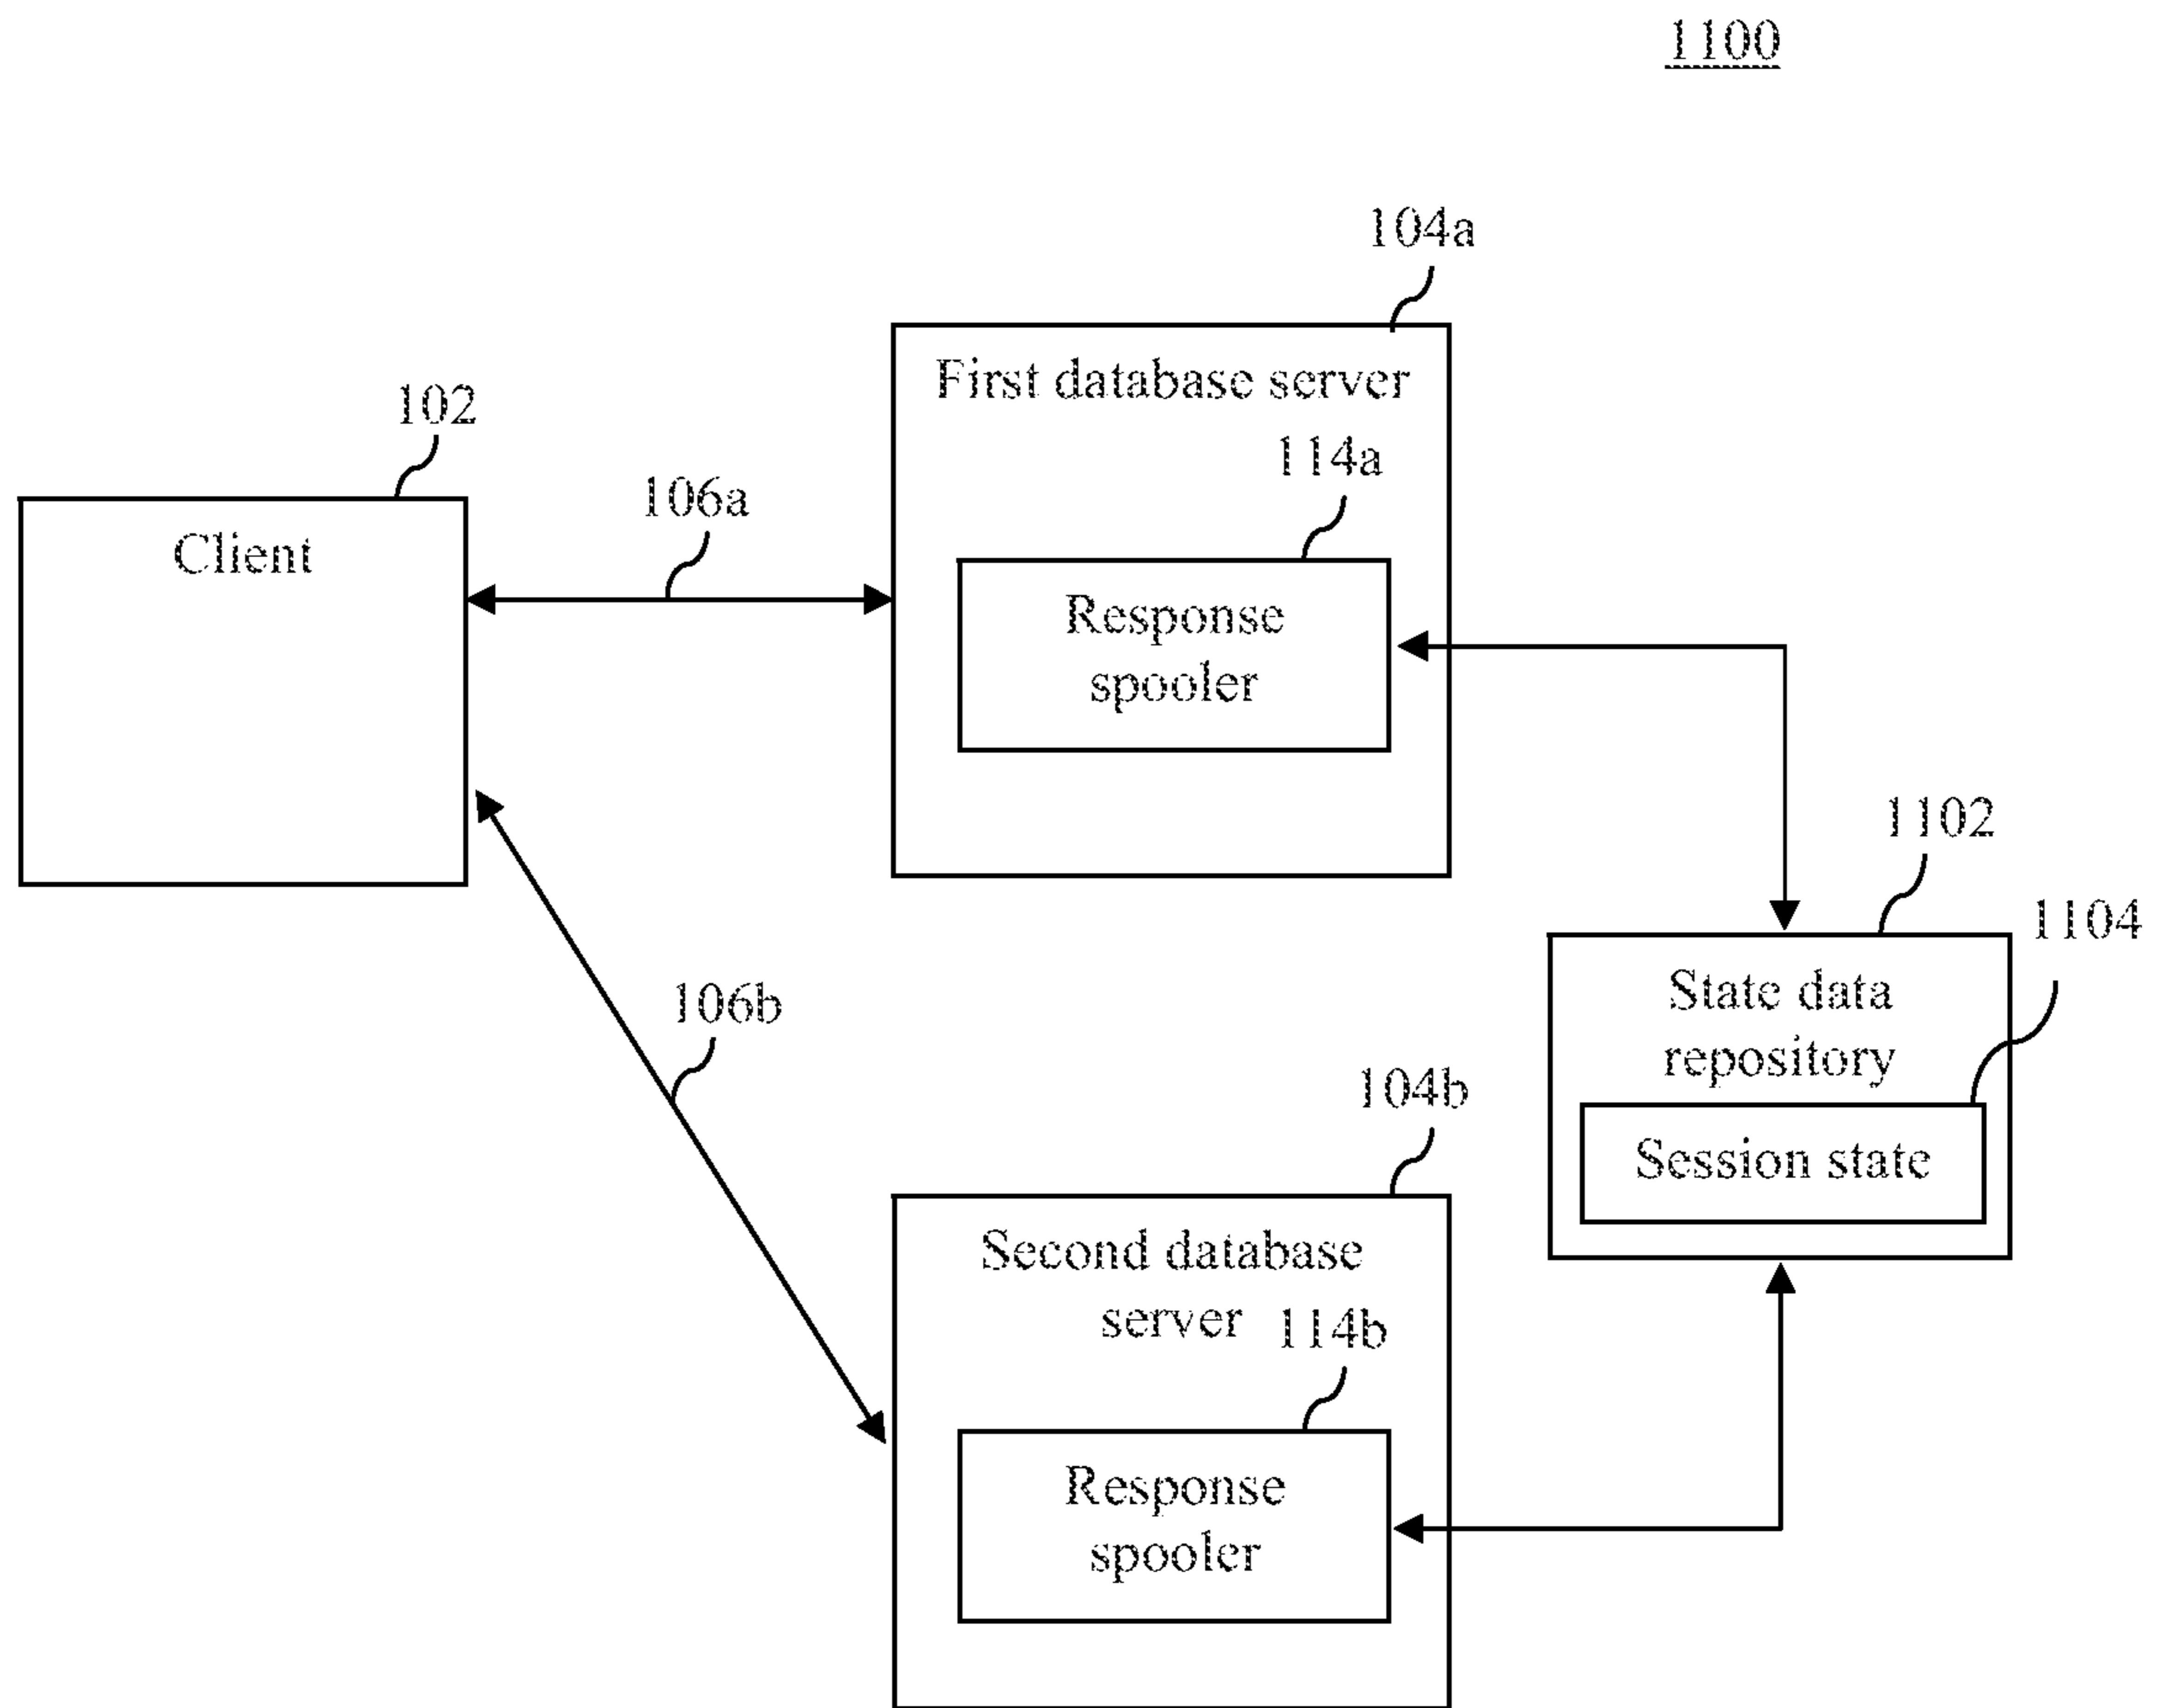 1100
104a
First database server
102
114a
106a
Client
Response
spooler
1102
1104
State data
repository
106b
104b
Session state
Second database
server
114b
Response
spooler